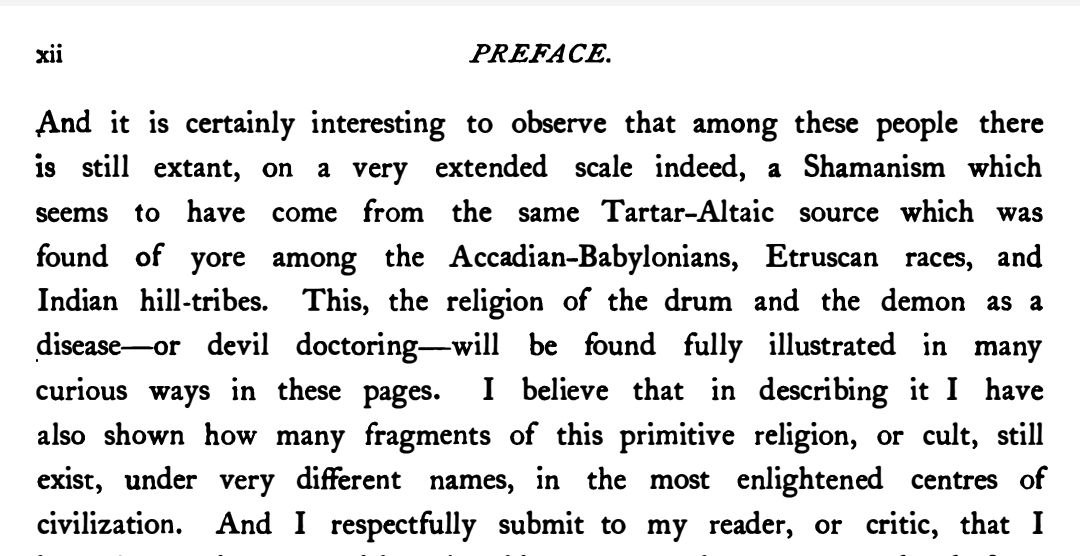 xii PREFACE.
And it is certainly interesting to observe that among these people there
is still extant, on a very extended scale indeed, a Shamanism which
seems to have come from the same Tartar-Altaic source which was
found of yore among the Accadian-Babylonians, Etruscan races, and
Indian hill-tribes. This, the religion of the drum and the demon as a
disease—or devil doctoring—will be found fully illustrated in many
curious ways in these pages. I believe that in describing it I have
also shown how many fragments of this primitive religion, or cult, still
exist, under very different names, in the most enlightened centres of
civilization. And I respectfully submit to my reader, or critic, that I